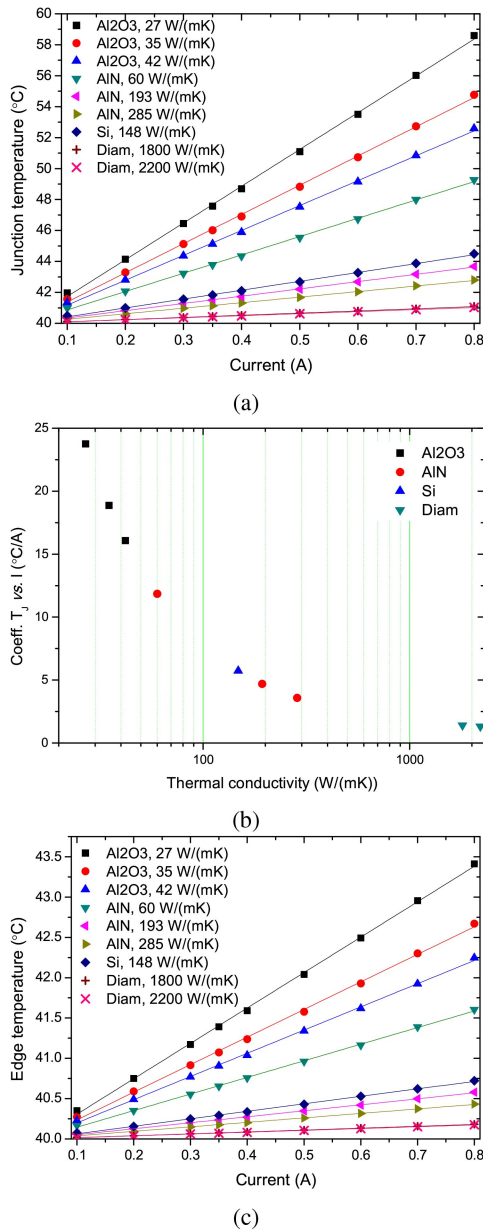 60
58
56
54
52
50
48
46
44
42
40
Junction temperature (°C)
Al2O3, 27 W/(mK)
Al2O3, 35 W/(mK)
Al2O3, 42 W/(mK)
AlN, 60 W/(mK)
AlN, 193 W/(mK)
AlN, 285 W/(mK)
Si, 148 W/(mK)
Diam, 1800 W/(mK)
Diam, 2200 W/(mK)
0.1 0.2 0.3 0.4 0.5 0.6 0.7 0.8
Current (A)
(a)
25
20
15
10
5
0
Coeff. TJ vs. I (°C/A)
Al2O3
AlN
Si
Diam
100 1000
Thermal conductivity (W/(mK))
(b)
43.5
43.0
42.5
42.0
41.5
41.0
40.5
40.0
Edge temperature (°C)
Al2O3, 27 W/(mK)
Al2O3, 35 W/(mK)
Al2O3, 42 W/(mK)
AlN, 60 W/(mK)
AlN, 193 W/(mK)
AlN, 285 W/(mK)
Si, 148 W/(mK)
Diam, 1800 W/(mK)
Diam, 2200 W/(mK)
0.1 0.2 0.3 0.4 0.5 0.6 0.7 0.8
Current (A)
(c)